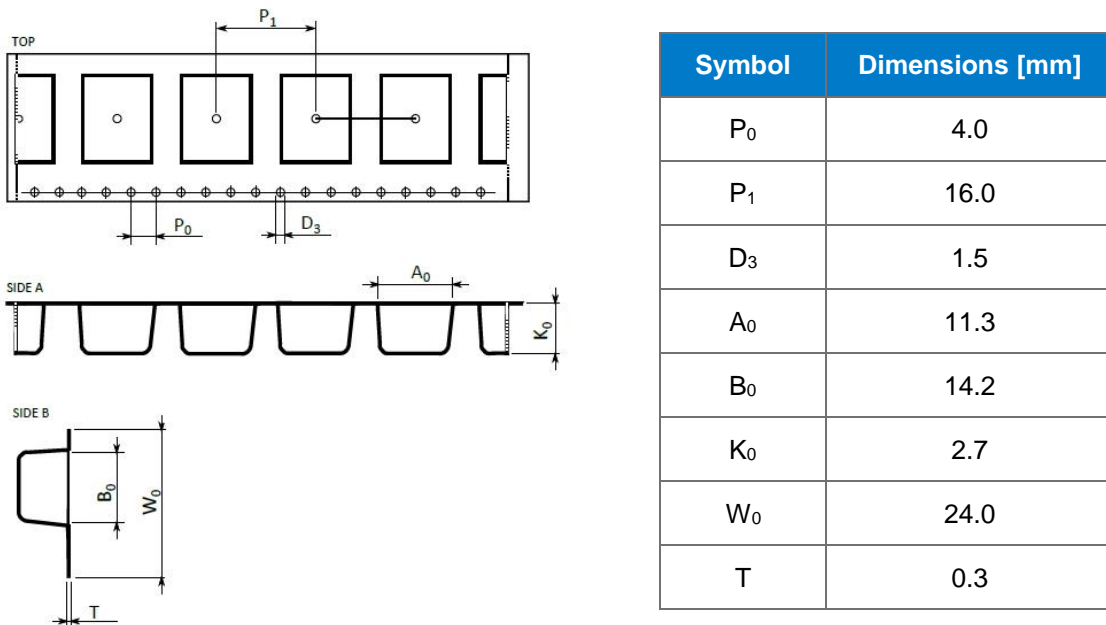 P₁
TOP
P₀
D₃
SIDE A
A₀
K₀
SIDE B
B₀
W₀
T
Symbol Dimensions [mm]
P₀ 4.0
P₁ 16.0
D₃ 1.5
A₀ 11.3
B₀ 14.2
K₀ 2.7
W₀ 24.0
T 0.3